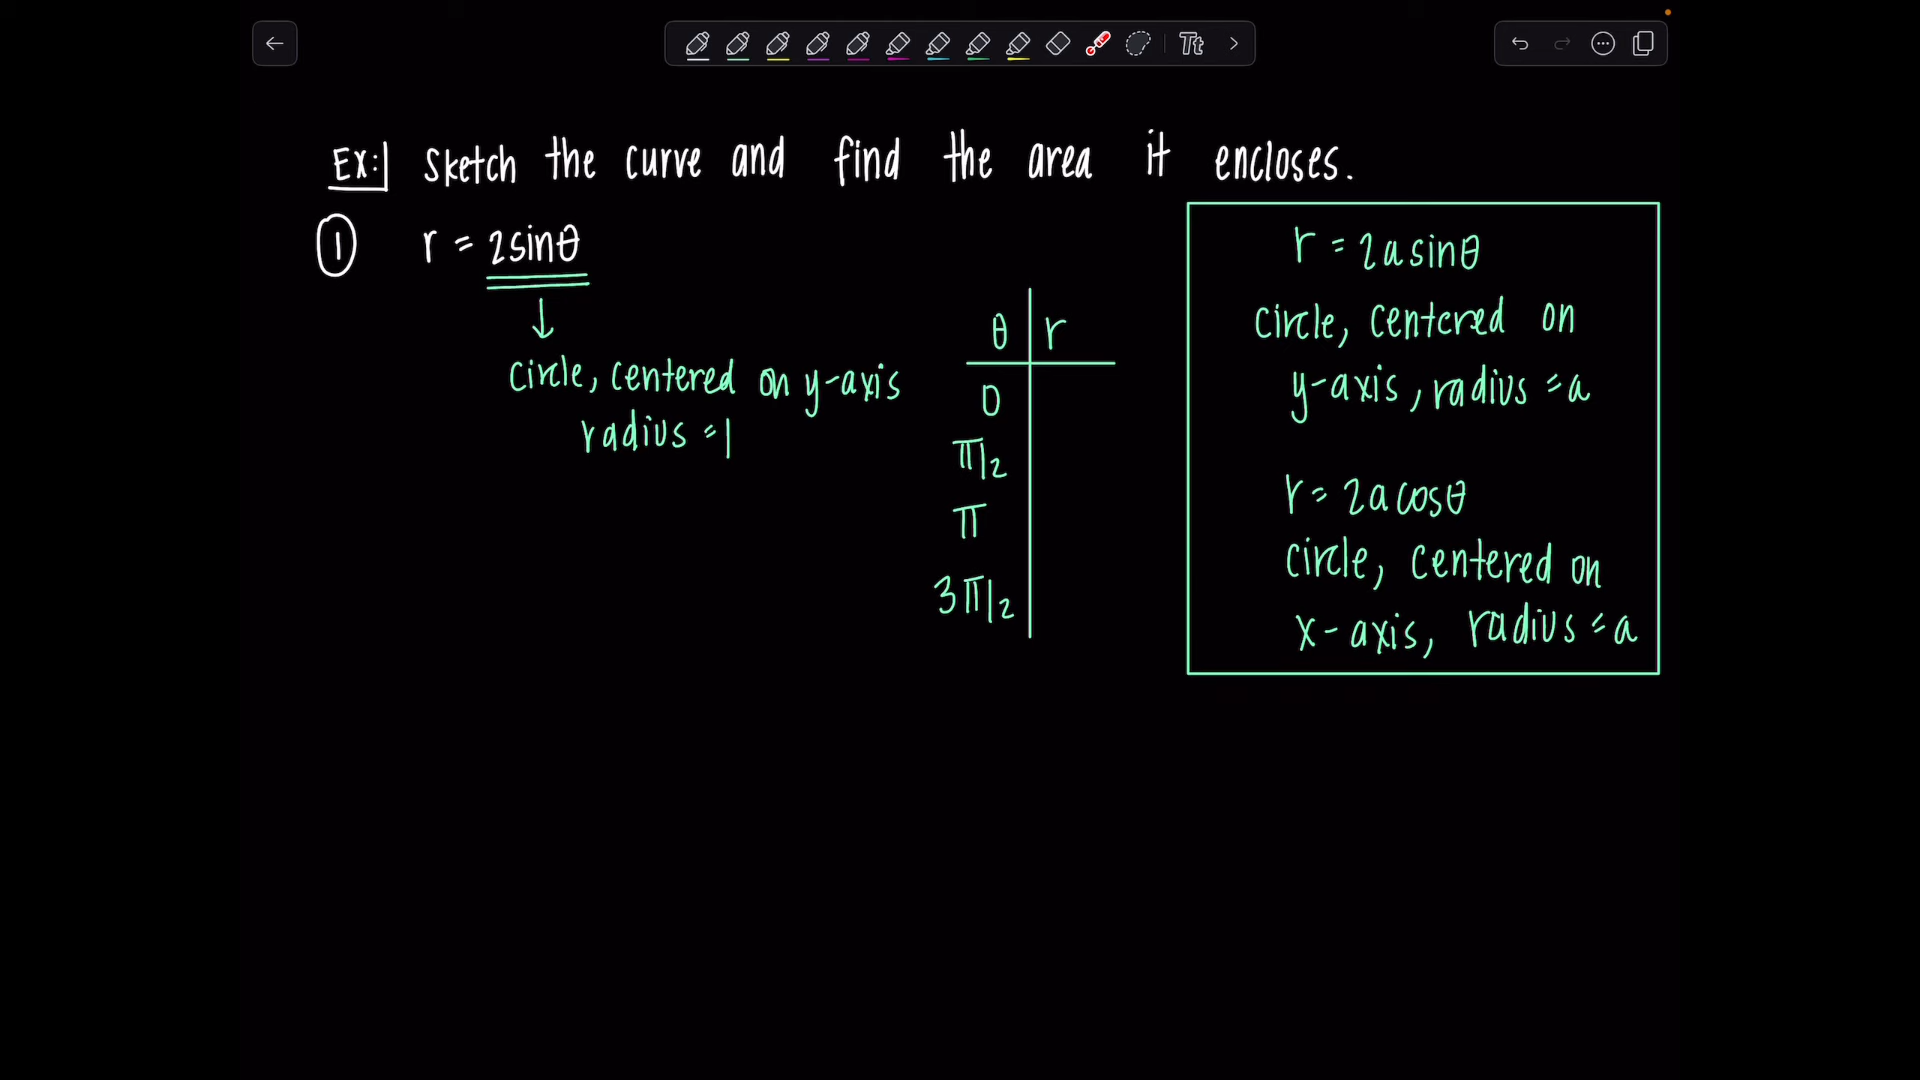 Tt
Ex: Sketch the curve and find the area it encloses.
① r = 2sinθ
↓
circle, centered on y-axis
radius = 1
θ r
0
π/2
π
3π/2
r = 2a sinθ
circle, centered on
y-axis, radius = a
r = 2a cosθ
circle, centered on
x-axis, radius = a